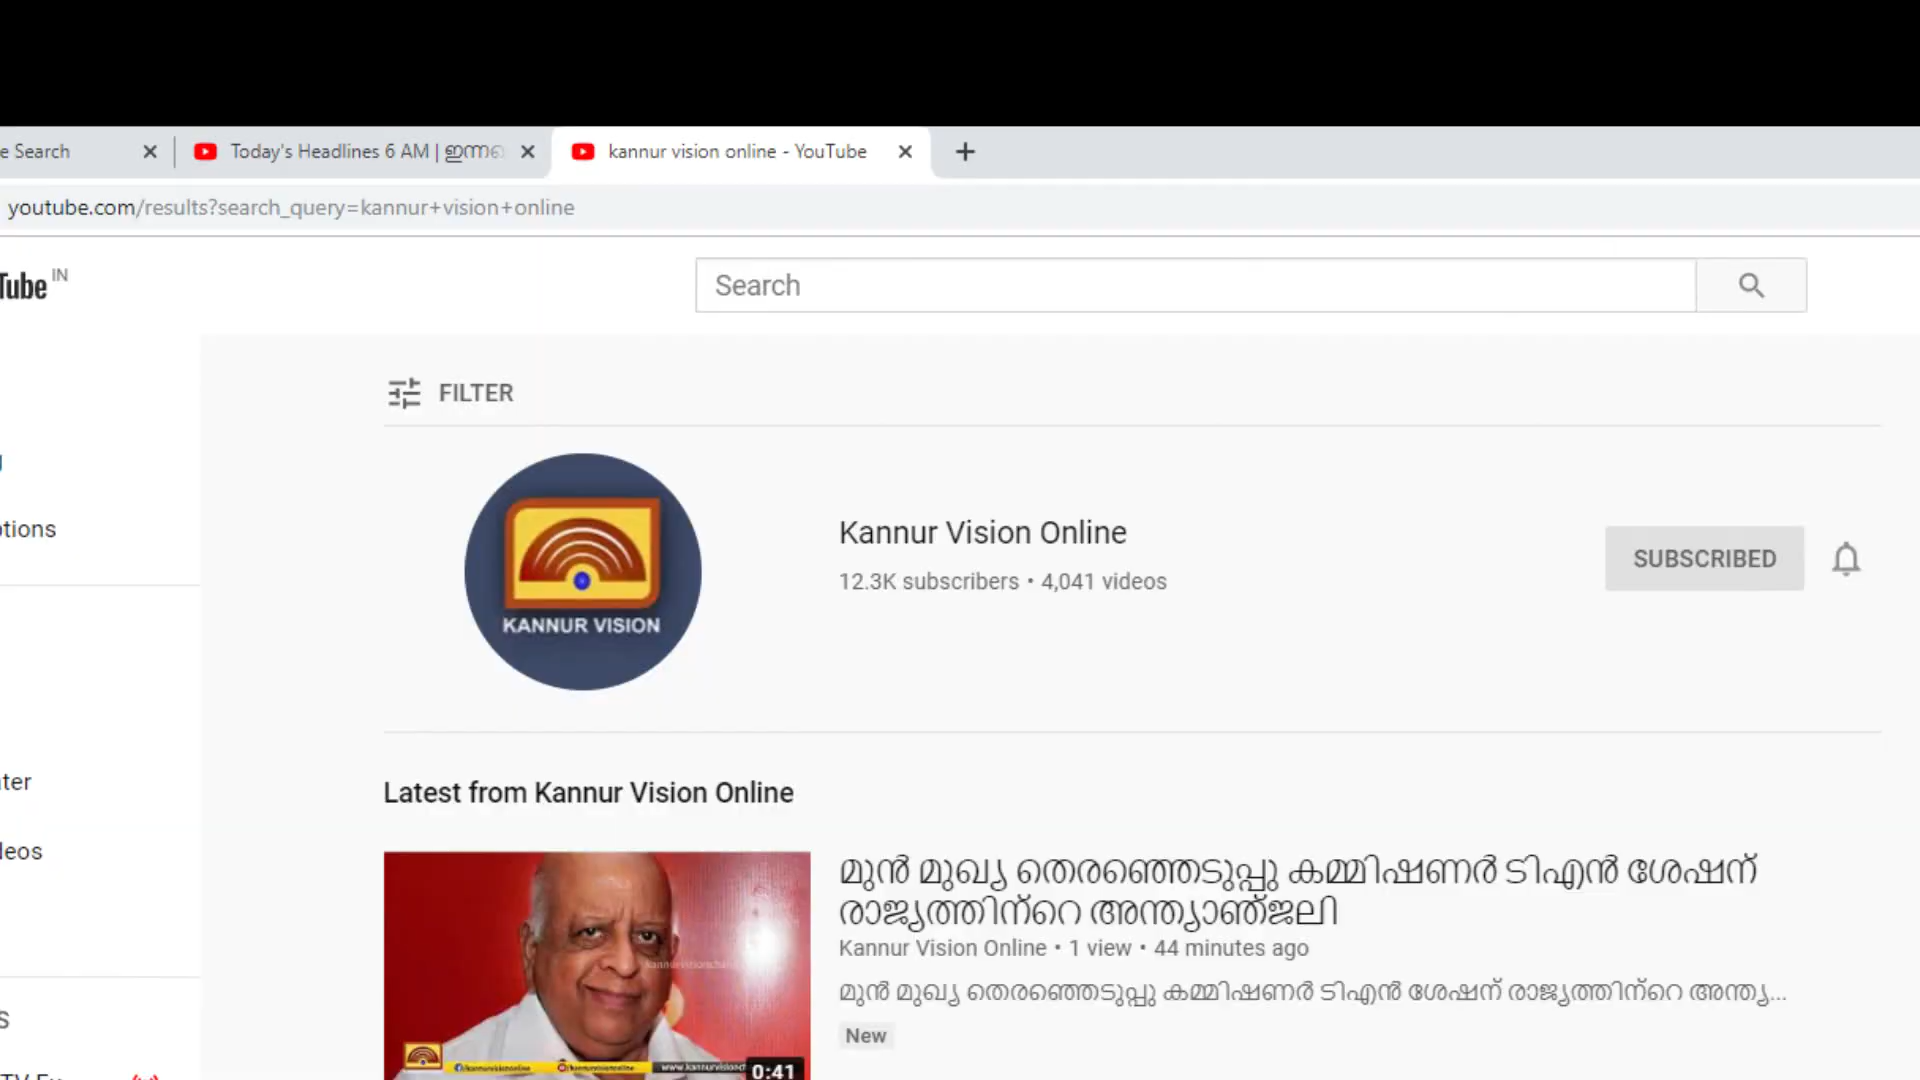 e Search
Today's Headlines 6 AM | ഇന്നത്തെ
kannur vision online - YouTube
youtube.com/results?search_query=kannur+vision+online
Tube IN
Search
FILTER
KANNUR VISION
Kannur Vision Online
12.3K subscribers • 4,041 videos
SUBSCRIBED
otions
Latest from Kannur Vision Online
മുൻ മുഖ്യ തെരഞ്ഞെടുപ്പു കമ്മിഷണർ ടിഎൻ ശേഷന്
രാജ്യത്തിന്റെ അന്ത്യാഞ്ജലി
Kannur Vision Online • 1 view • 44 minutes ago
മുൻ മുഖ്യ തെരഞ്ഞെടുപ്പു കമ്മിഷണർ ടിഎൻ ശേഷന് രാജ്യത്തിന്റെ അന്ത്യ...
New
0:41
ter
leos
S